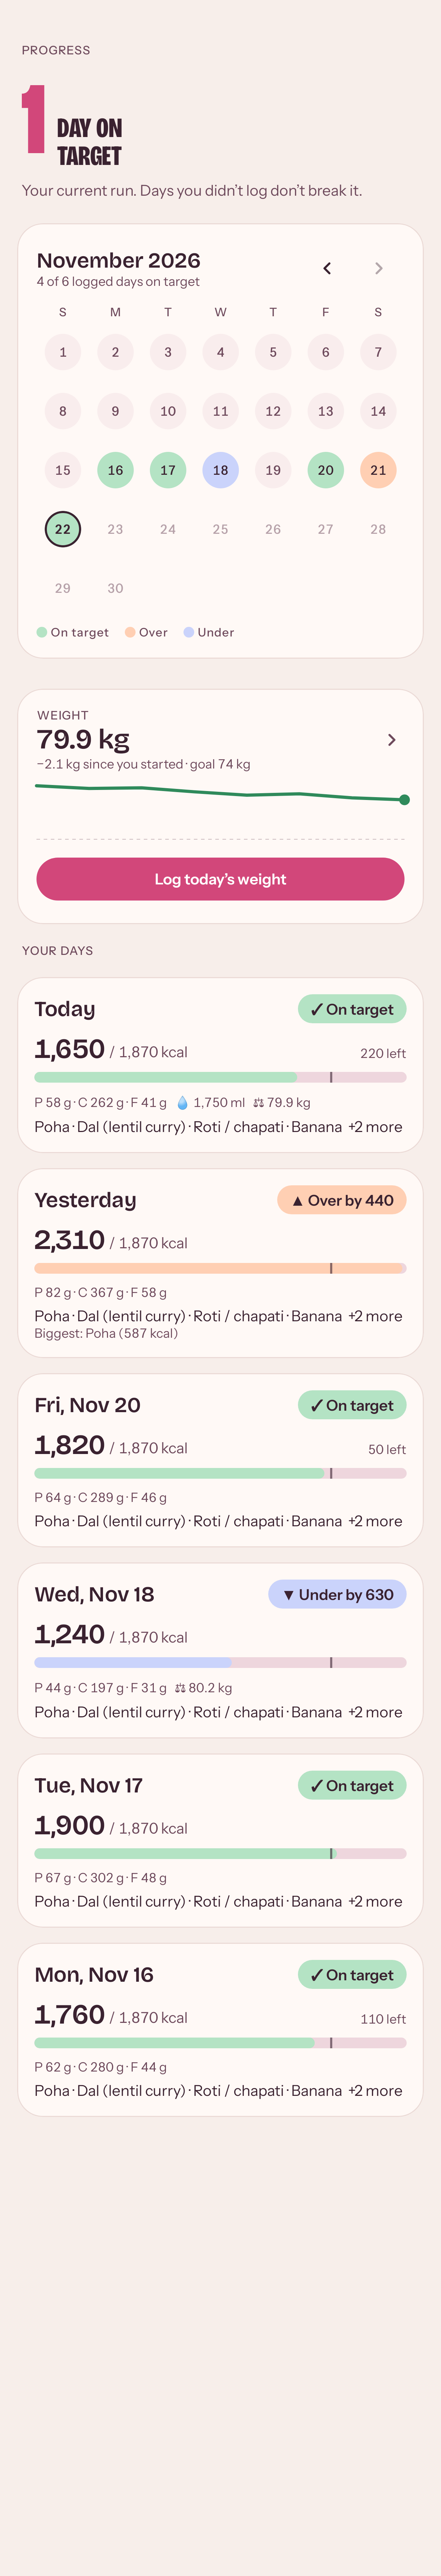 PROGRESS
1 DAY ON
TARGET
Your current run. Days you didn’t log don’t break it.
November 2026
4 of 6 logged days on target
S M T W T F S
1 2 3 4 5 6 7
8 9 10 11 12 13 14
15 16 17 18 19 20 21
22 23 24 25 26 27 28
29 30
On target Over Under
WEIGHT
79.9 kg
−2.1 kg since you started · goal 74 kg
Log today’s weight
YOUR DAYS
Today ✓ On target
1,650 / 1,870 kcal 220 left
P 58 g · C 262 g · F 41 g 💧 1,750 ml ⚖ 79.9 kg
Poha · Dal (lentil curry) · Roti / chapati · Banana +2 more
Yesterday ▲ Over by 440
2,310 / 1,870 kcal
P 82 g · C 367 g · F 58 g
Poha · Dal (lentil curry) · Roti / chapati · Banana +2 more
Biggest: Poha (587 kcal)
Fri, Nov 20 ✓ On target
1,820 / 1,870 kcal 50 left
P 64 g · C 289 g · F 46 g
Poha · Dal (lentil curry) · Roti / chapati · Banana +2 more
Wed, Nov 18 ▼ Under by 630
1,240 / 1,870 kcal
P 44 g · C 197 g · F 31 g ⚖ 80.2 kg
Poha · Dal (lentil curry) · Roti / chapati · Banana +2 more
Tue, Nov 17 ✓ On target
1,900 / 1,870 kcal
P 67 g · C 302 g · F 48 g
Poha · Dal (lentil curry) · Roti / chapati · Banana +2 more
Mon, Nov 16 ✓ On target
1,760 / 1,870 kcal 110 left
P 62 g · C 280 g · F 44 g
Poha · Dal (lentil curry) · Roti / chapati · Banana +2 more